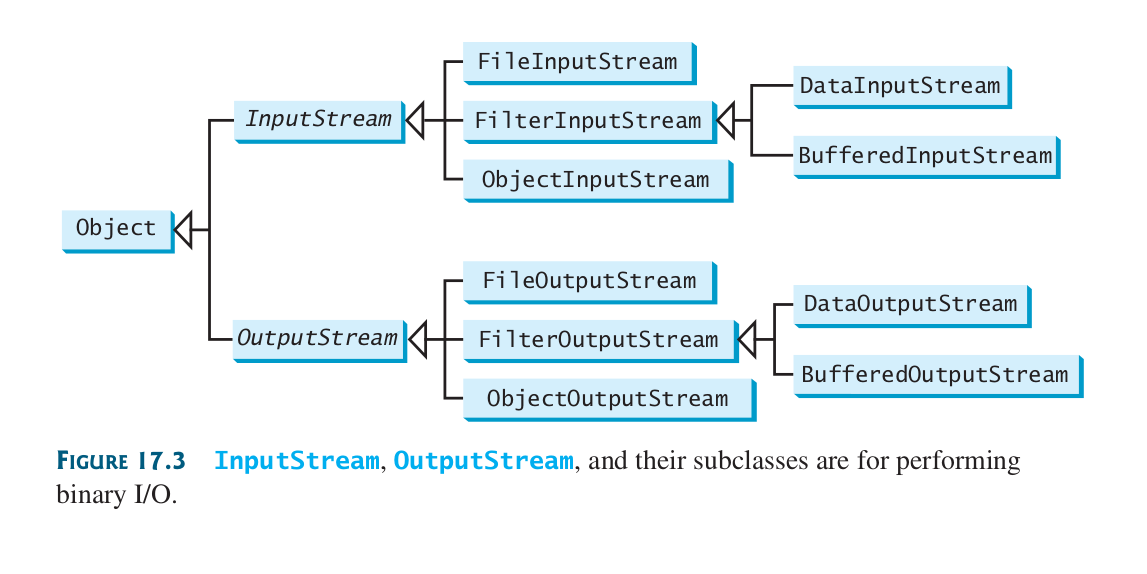 FileInputStream
DataInputStream
InputStream
FilterInputStream
BufferedInputStream
ObjectInputStream
Object
FileOutputStream
DataOutputStream
OutputStream
FilterOutputStream
BufferedOutputStream
ObjectOutputStream
FIGURE 17.3 InputStream, OutputStream, and their subclasses are for performing
binary I/O.